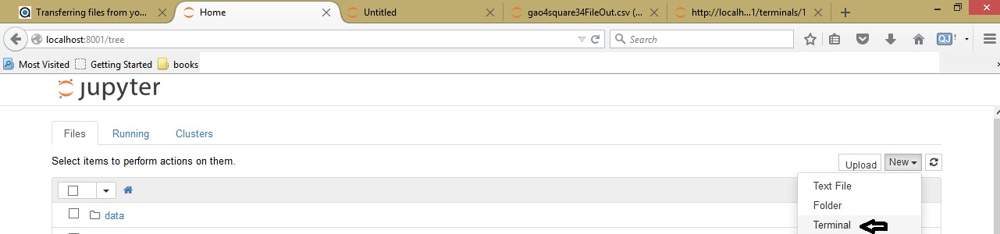 Transferring files from yo... Home Untitled gao4square34FileOut.csv (... http://localh...1/terminals/1
localhost:8001/tree Search QJ !
Most Visited Getting Started books
jupyter
Files Running Clusters
Select items to perform actions on them. Upload New
Text File
data Folder
Terminal